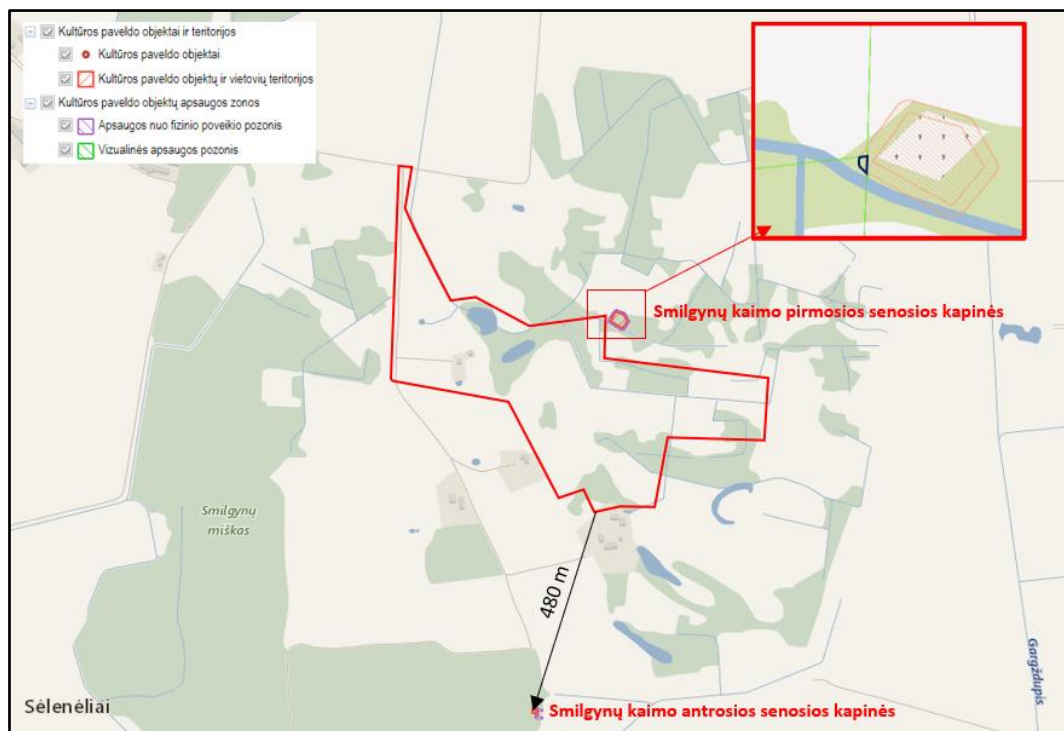 Kultūros paveldo objektai ir teritorijos
Kultūros paveldo objektai
Kultūros paveldo objektų ir vietovių teritorijos
Kultūros paveldo objektų apsaugos zonos
Apsaugos nuo fizinio poveikio pozonis
Vizualinės apsaugos pozonis
Smilgynų kaimo pirmosios senosios kapinės
Smilgynų
miškas
480 m
Gargždupis
Sėlenėliai
Smilgynų kaimo antrosios senosios kapinės